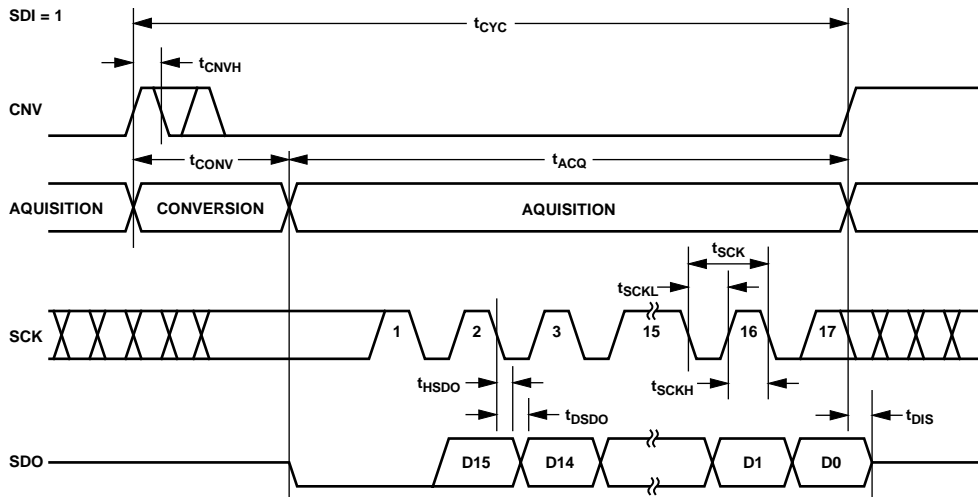 SDI = 1
tCYC
tCNVH
CNV
tCONV
tACQ
AQUISITION
CONVERSION
AQUISITION
tSCK
tSCKL
SCK
1
2
3
15
16
17
tHSDO
tSCKH
tDSDO
tDIS
SDO
D15
D14
D1
D0